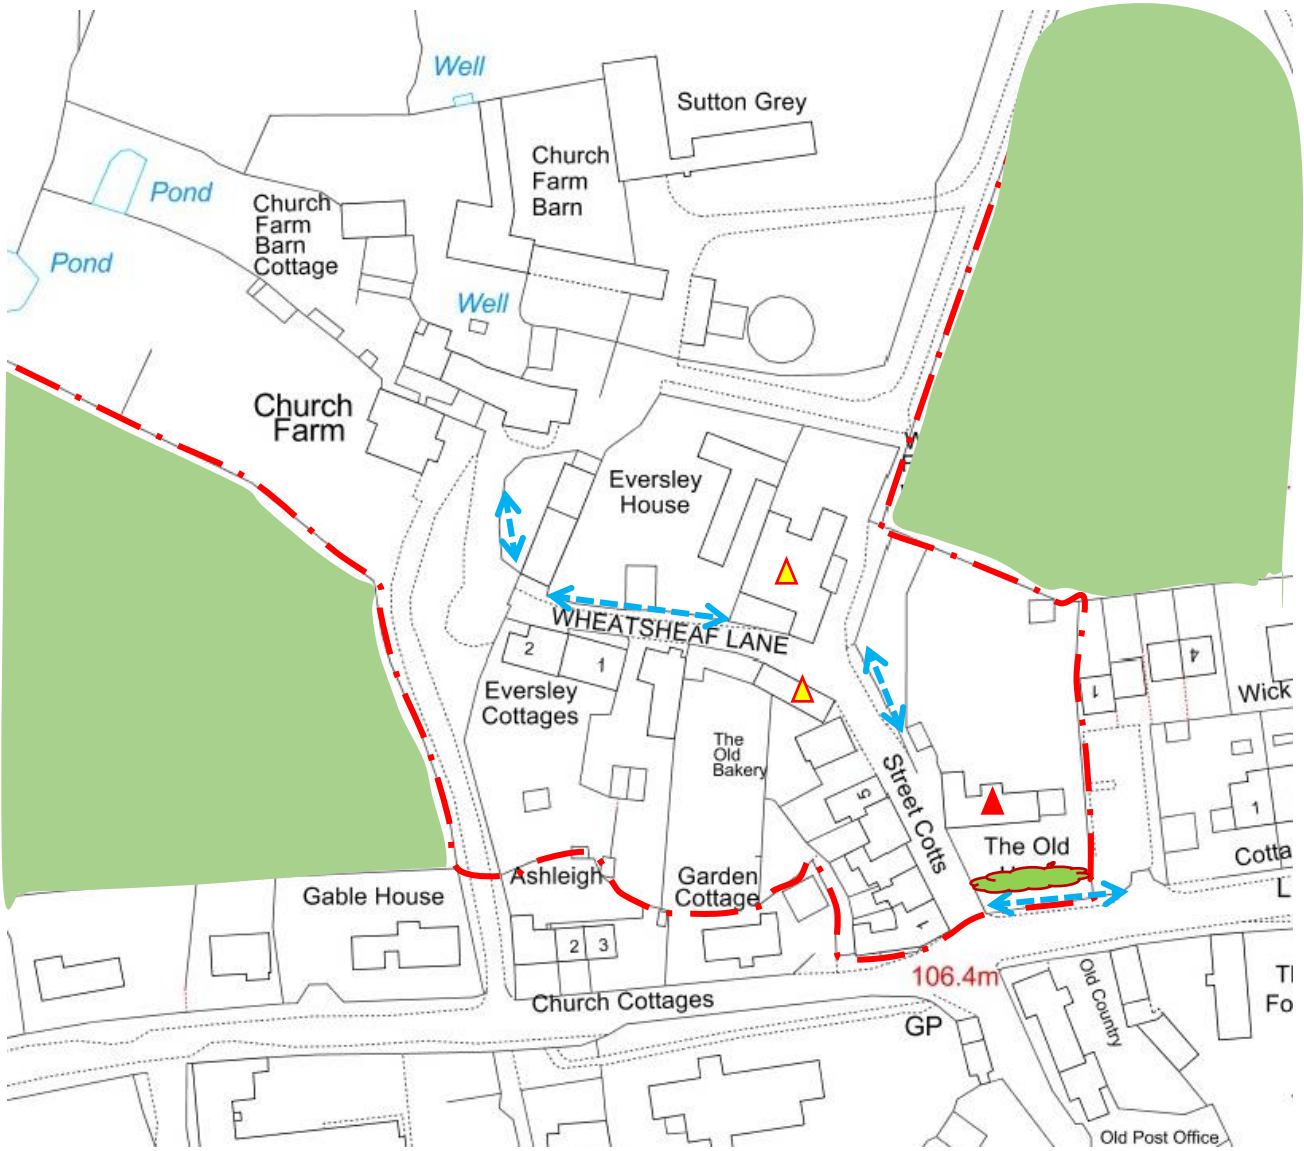 Well
Sutton Grey
Church
Farm
Barn
Pond
Church
Farm
Barn
Cottage
Pond
Well
Church
Farm
Eversley
House
WHEATSHEAF LANE
2
1
Eversley
Cottages
4
1
Wick
The
Old
Bakery
Street Cotts
5
1
The Old
Cotta
Ashleigh
Garden
Cottage
Gable House
L
1
2
3
106.4m
Church Cottages
Old Country
GP
Fo
Old Post Office